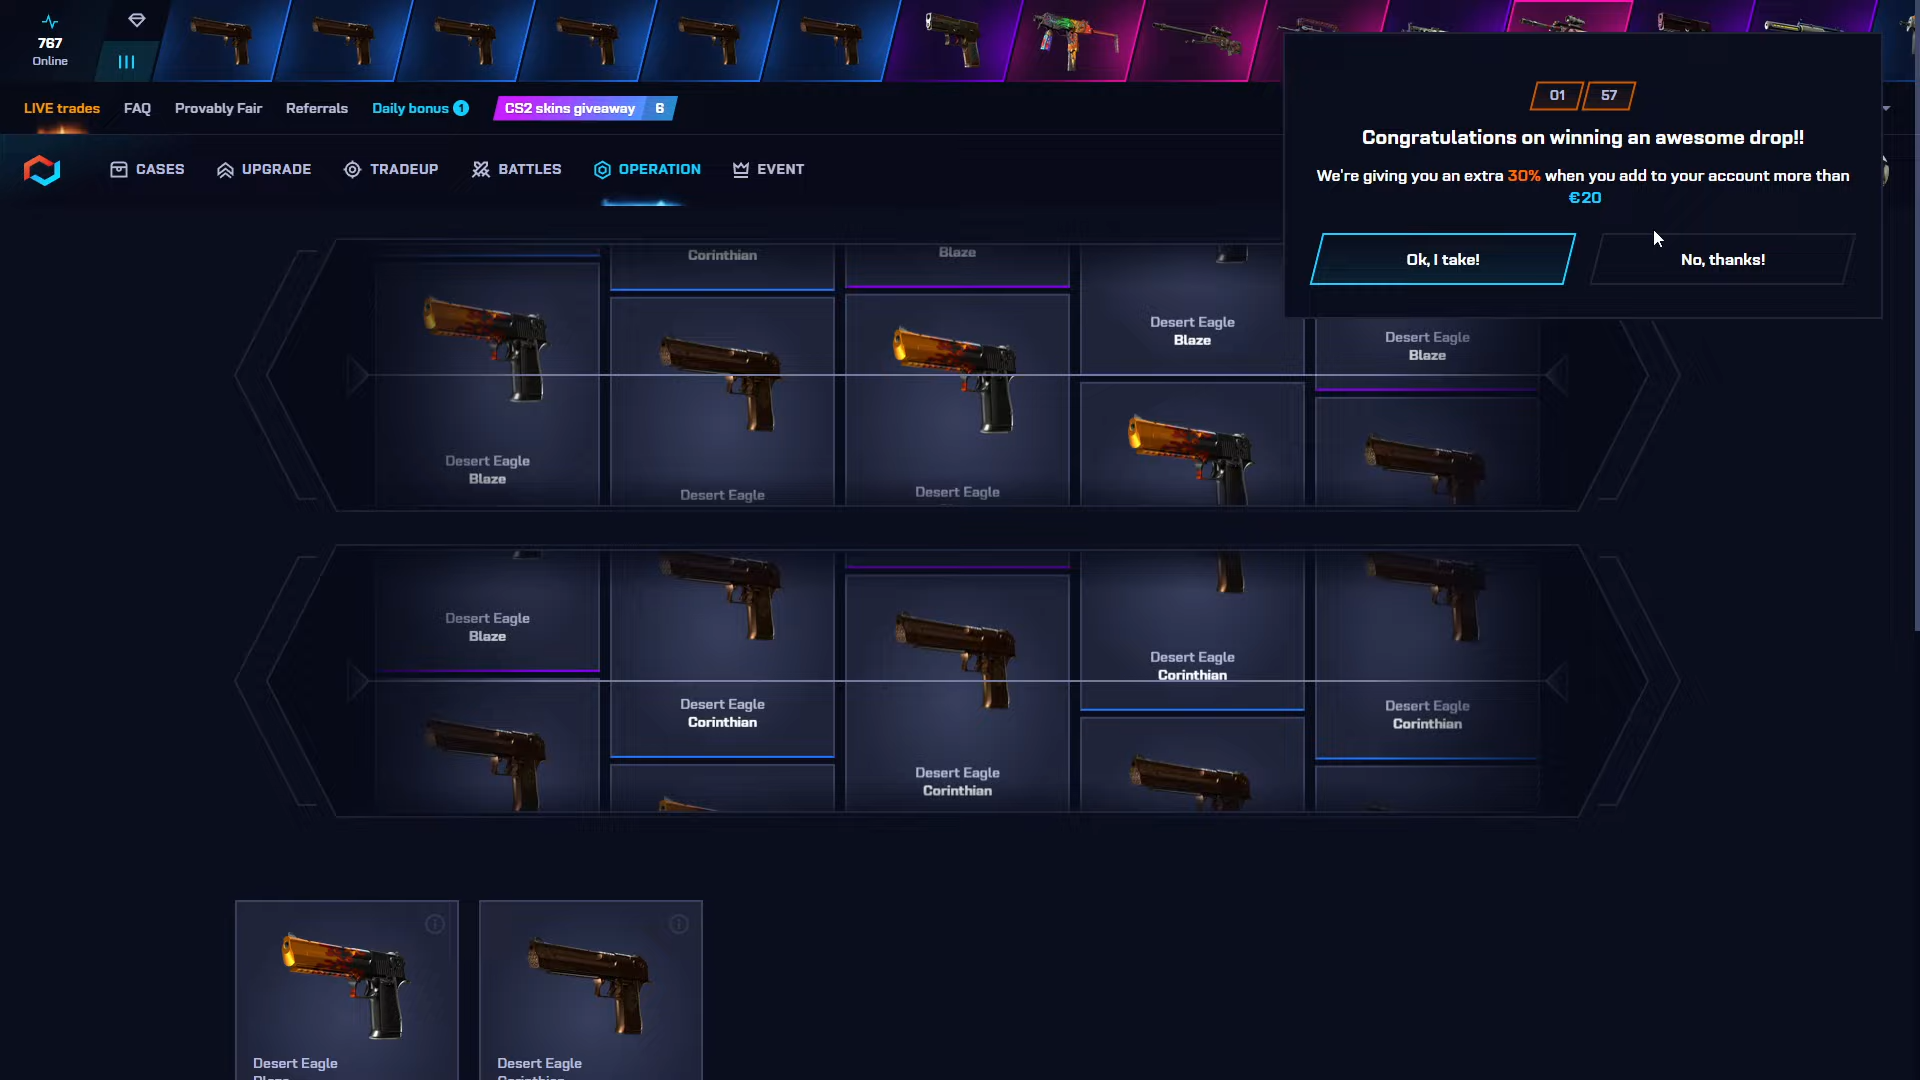 767
Online
LIVE trades
FAQ
Provably Fair
Referrals
Daily bonus 1
CS2 skins giveaway 6
01 57
Congratulations on winning an awesome drop!!
We're giving you an extra 30% when you add to your account more than
€20
Ok, I take!
No, thanks!
CASES
UPGRADE
TRADEUP
BATTLES
OPERATION
EVENT
Corinthian
Blaze
Desert Eagle
Blaze
Desert Eagle
Blaze
Desert Eagle
Blaze
Desert Eagle
Desert Eagle
Desert Eagle
Blaze
Desert Eagle
Corinthian
Desert Eagle
Corinthian
Desert Eagle
Corinthian
Desert Eagle
Corinthian
Desert Eagle
Desert Eagle